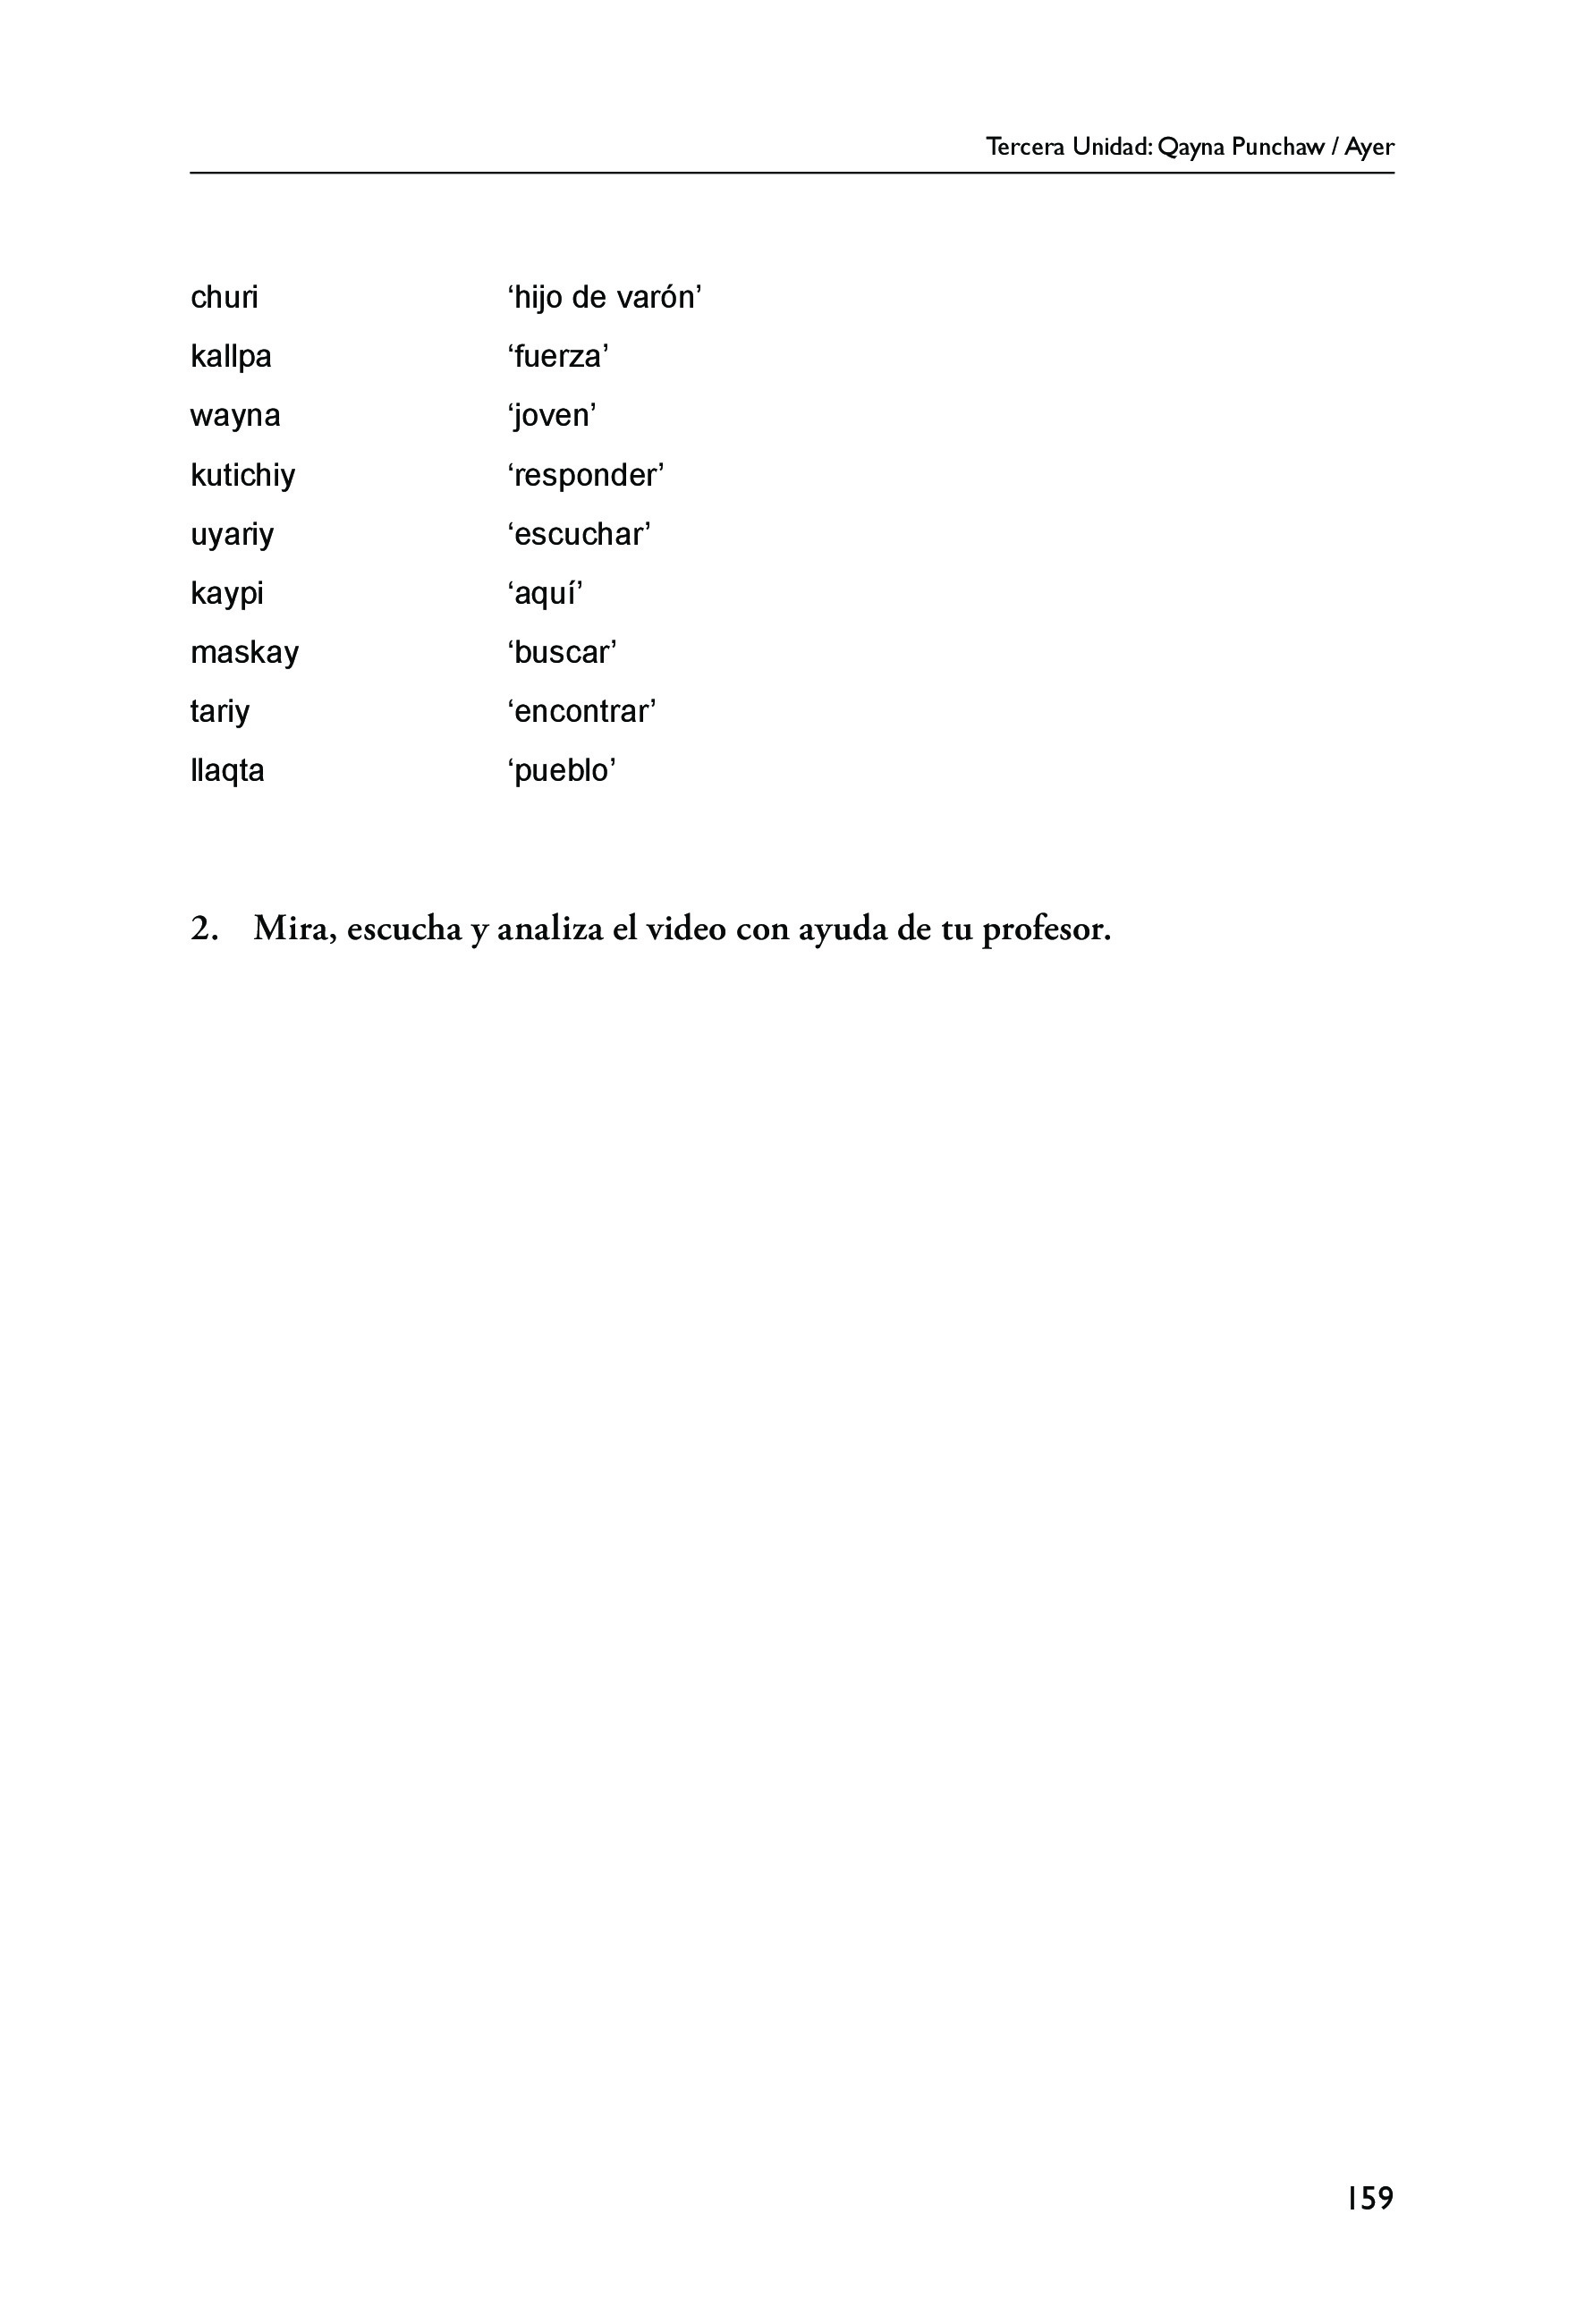 Tercera Unidad: Qayna Punchaw / Ayer
churi ‘hijo de varón’
kallpa ‘fuerza’
wayna ‘joven’
kutichiy ‘responder’
uyariy ‘escuchar’
kaypi ‘aquí’
maskay ‘buscar’
tariy ‘encontrar’
llaqta ‘pueblo’
2. Mira, escucha y analiza el video con ayuda de tu profesor.
159